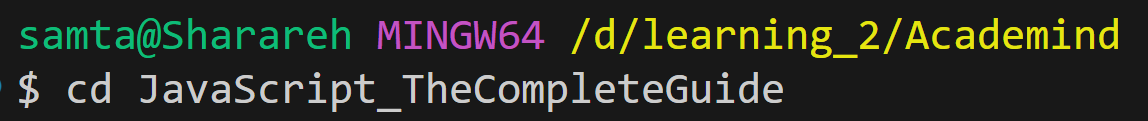 samta@Sharareh MINGW64 /d/learning_2/Academind
$ cd JavaScript_TheCompleteGuide